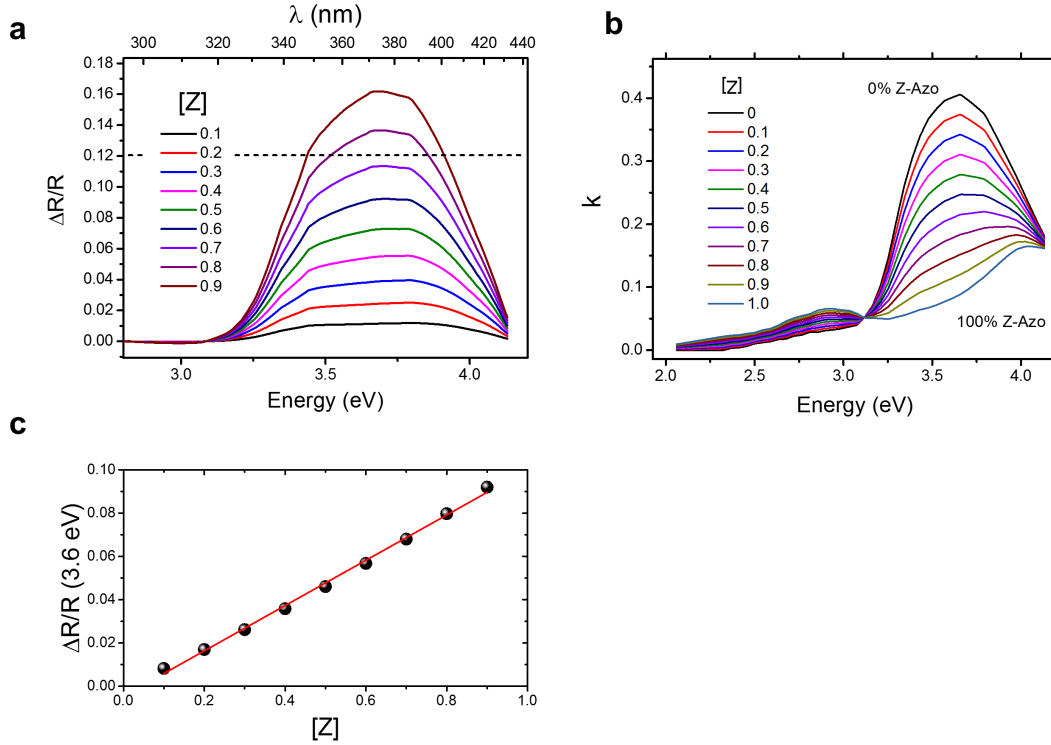 a
λ (nm)
300 320 340 360 380 400 420 440
0.18
0.16
0.14
0.12
0.10
0.08
0.06
0.04
0.02
0.00
ΔR/R
[Z]
0.1
0.2
0.3
0.4
0.5
0.6
0.7
0.8
0.9
3.0 3.5 4.0
Energy (eV)
b
0.4
0.3
0.2
0.1
0.0
k
[Z]
0
0.1
0.2
0.3
0.4
0.5
0.6
0.7
0.8
0.9
1.0
0% Z-Azo
100% Z-Azo
2.0 2.5 3.0 3.5 4.0
Energy (eV)
c
0.10
0.08
0.06
0.04
0.02
0.00
ΔR/R (3.6 eV)
0.0 0.2 0.4 0.6 0.8 1.0
[Z]